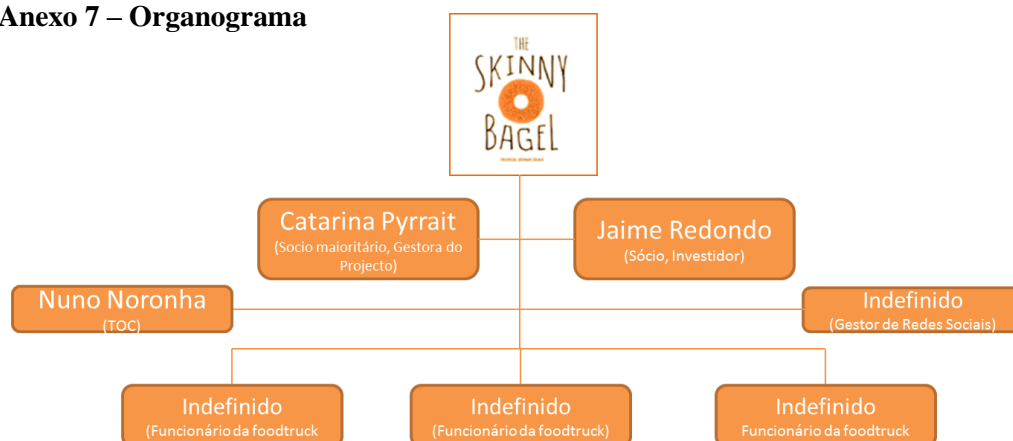 Anexo 7 – Organograma
THE
SKINNY
BAGEL
Catarina Pyrrait
(Socio maioritário, Gestora do
Projecto)
Jaime Redondo
(Sócio, Investidor)
Nuno Noronha
(TOC)
Indefinido
(Gestor de Redes Sociais)
Indefinido
(Funcionário da foodtruck
Indefinido
(Funcionário da foodtruck)
Indefinido
Funcionário da foodtruck